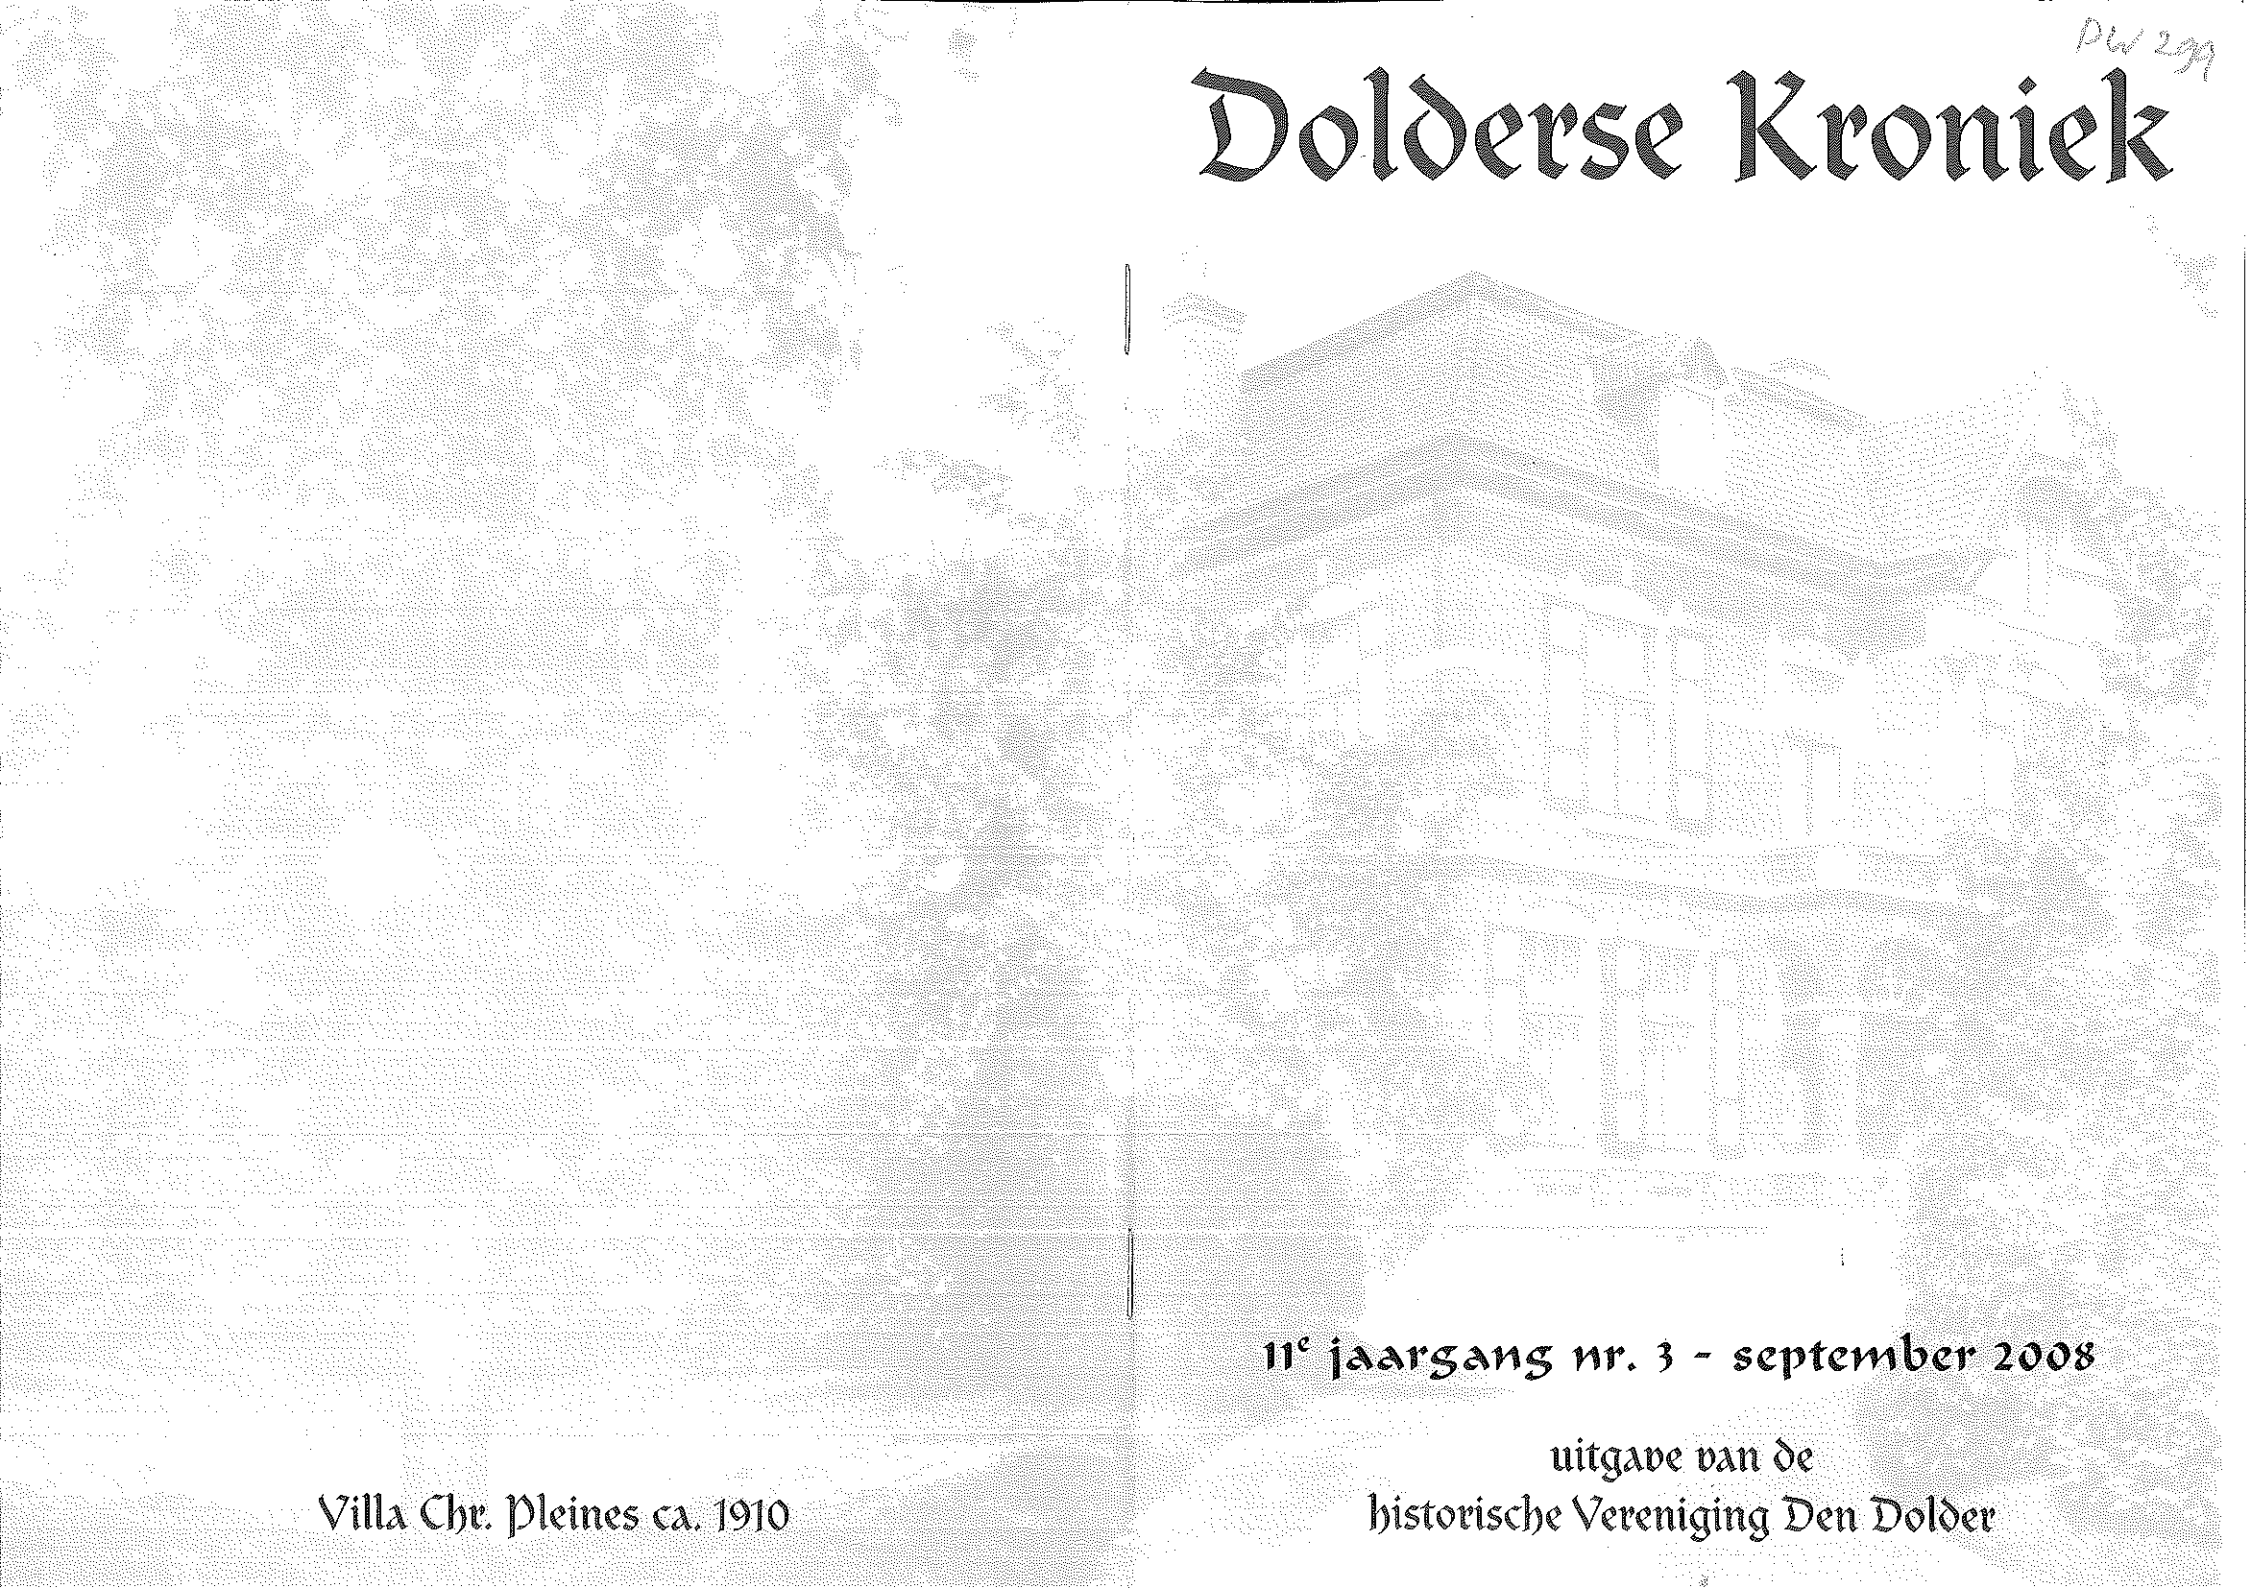 PW 299
Dolderse Kroniek
11e jaargang nr. 3 - september 2008
uitgave van de
historische Vereniging Den Dolder
Villa Chr. Pleines ca. 1910